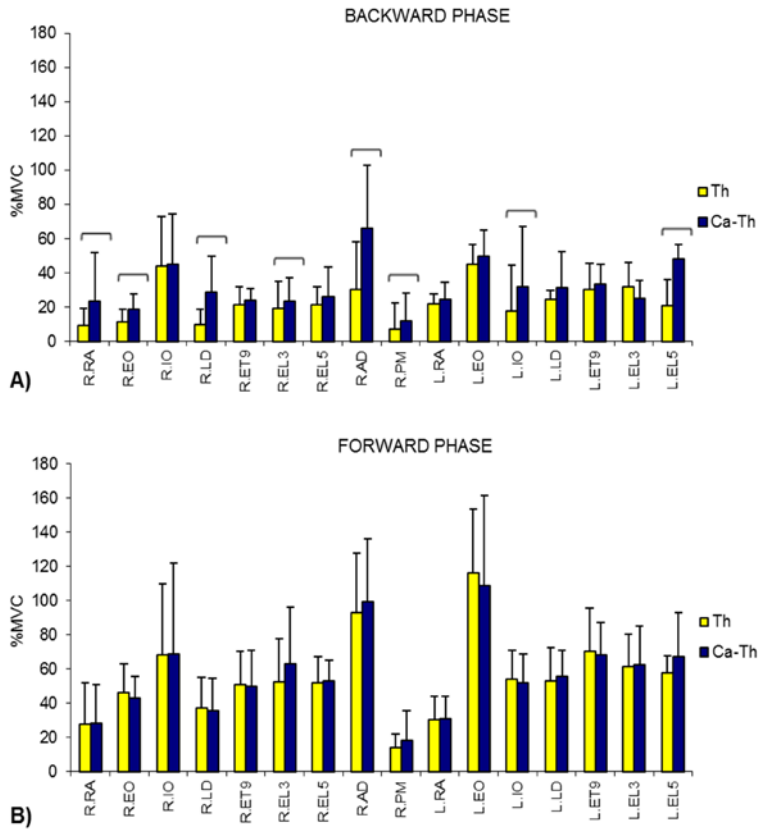 BACKWARD PHASE
180
160
140
120
100
80
60
40
20
0
%MVC
Th
Ca-Th
R.RA
R.EO
R.IO
R.LD
R.ET9
R.EL3
R.EL5
R.AD
R.PM
L.RA
L.EO
L.IO
L.LD
L.ET9
L.EL3
L.EL5
A)
FORWARD PHASE
180
160
140
120
100
80
60
40
20
0
%MVC
Th
Ca-Th
R.RA
R.EO
R.IO
R.LD
R.ET9
R.EL3
R.EL5
R.AD
R.PM
L.RA
L.EO
L.IO
L.LD
L.ET9
L.EL3
L.EL5
B)